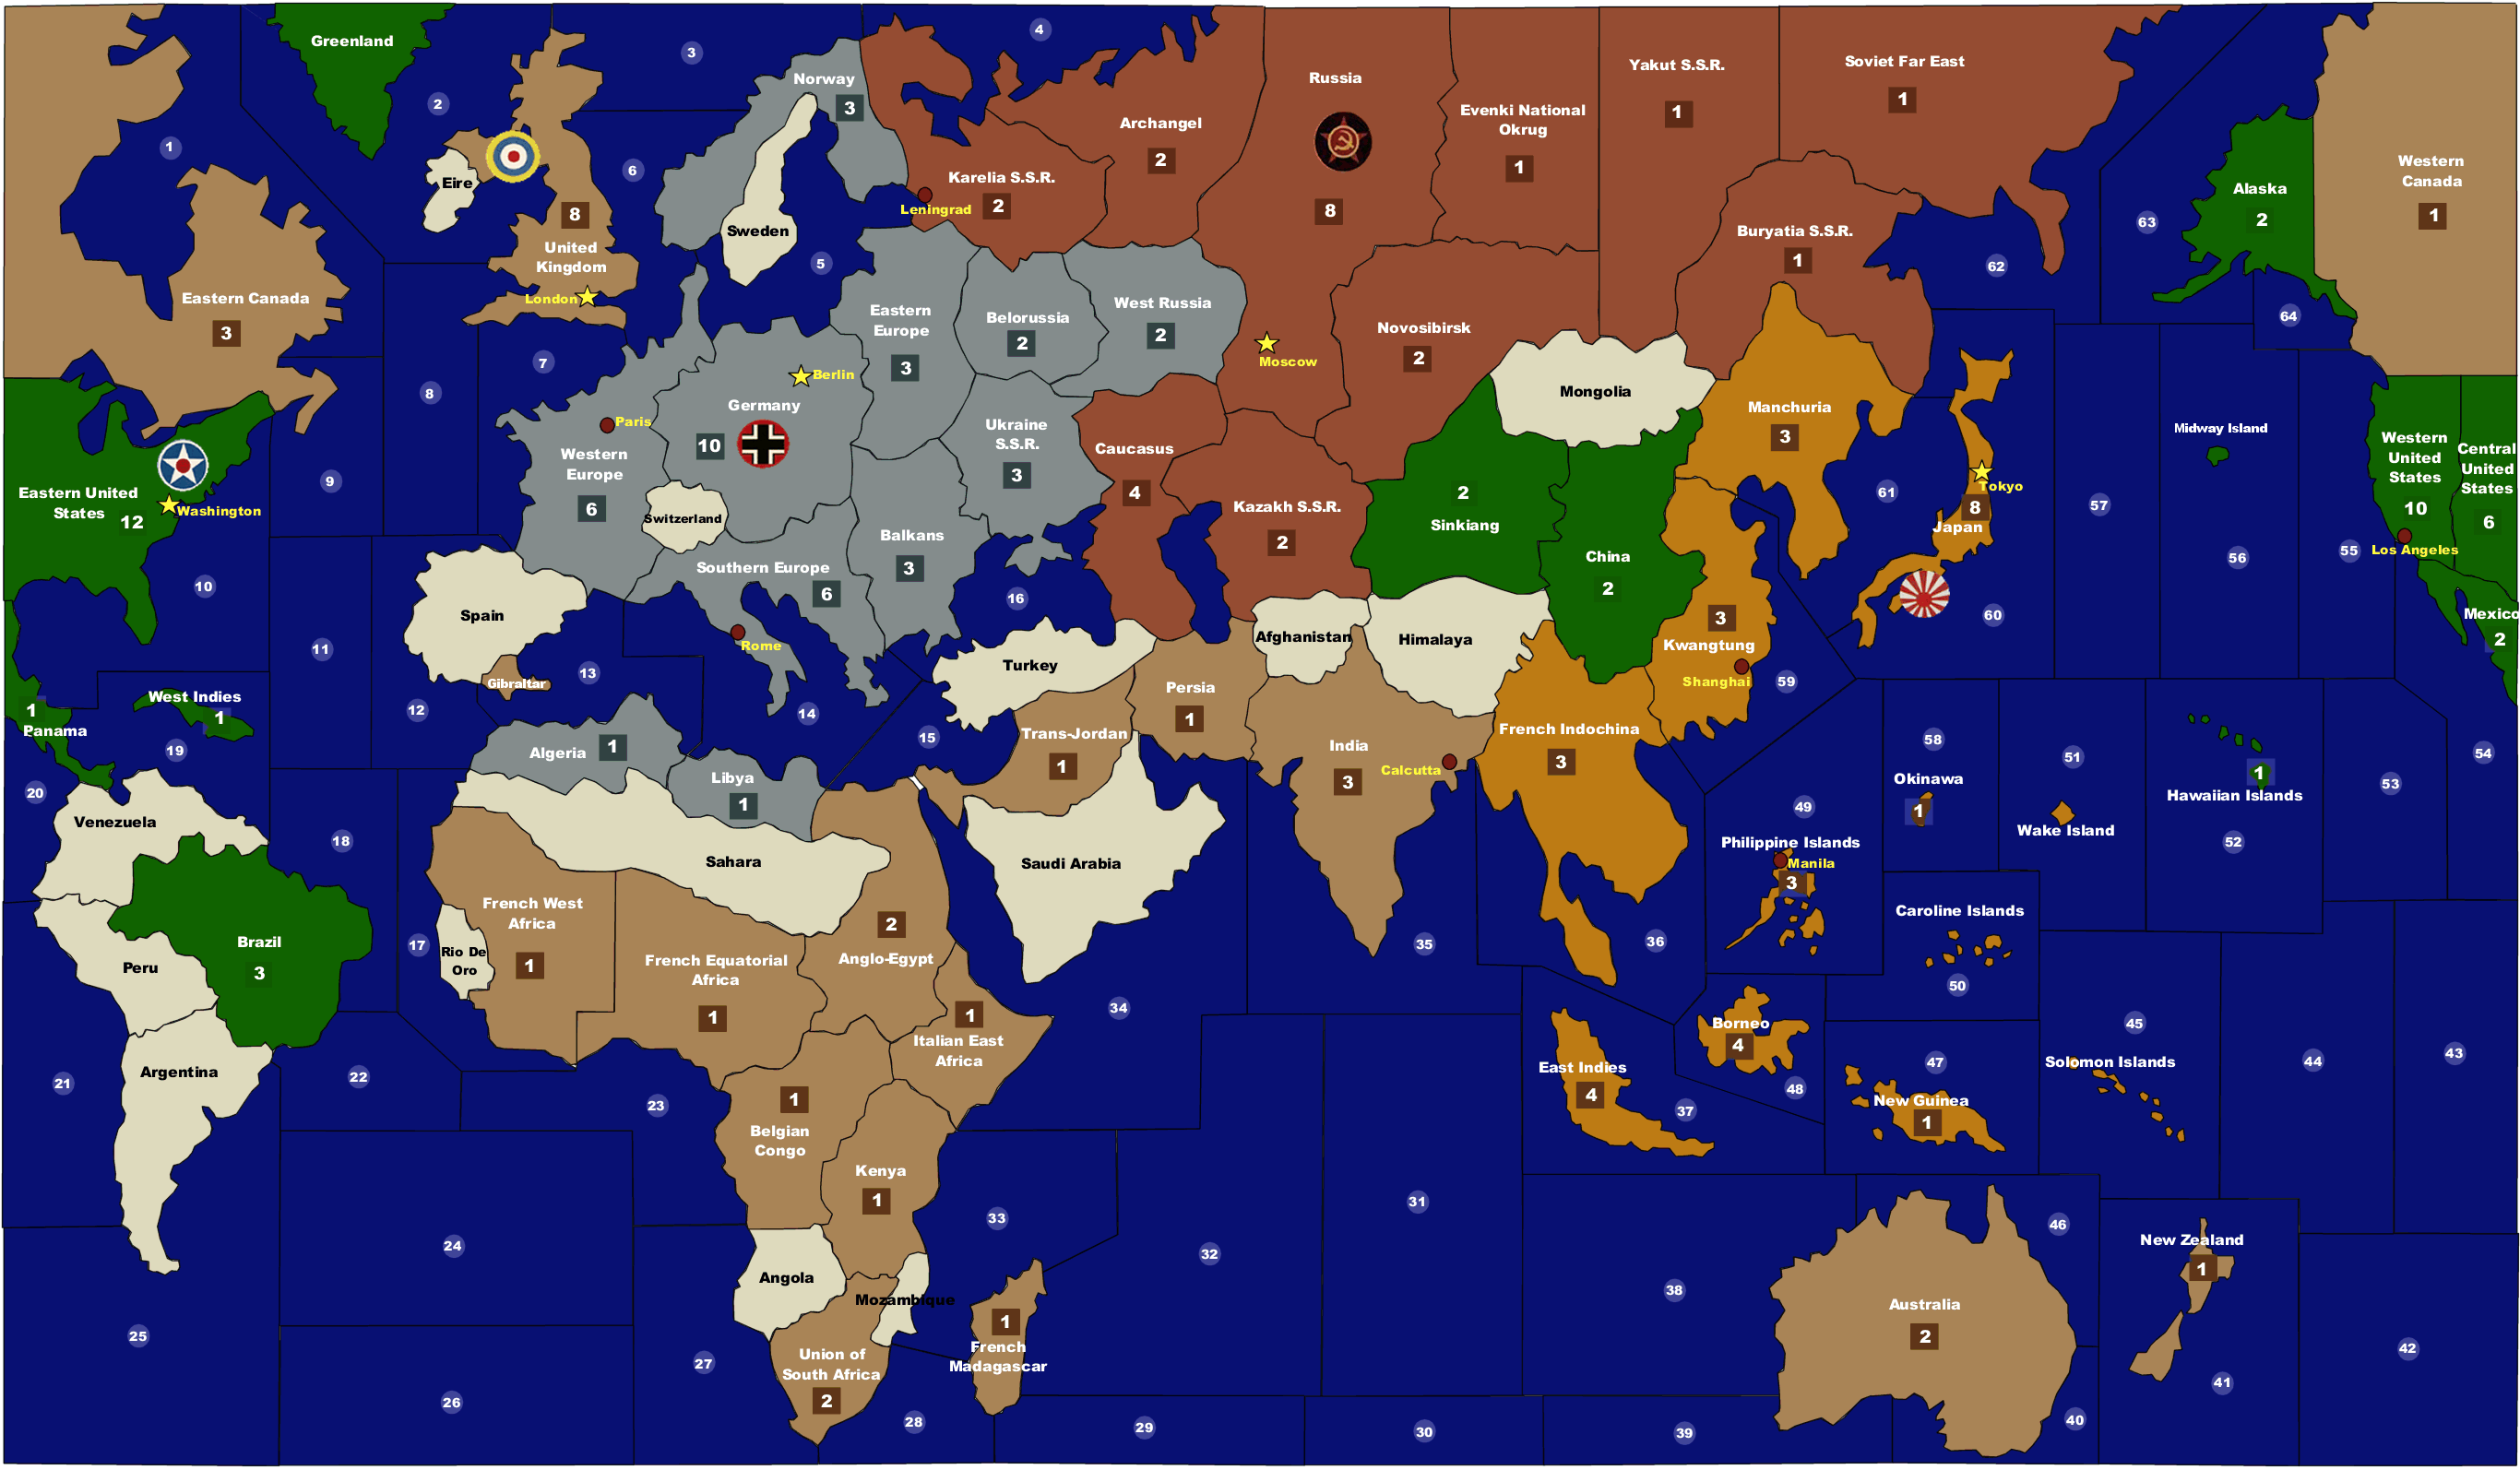 Greenland
3
4
2
1
Norway
3
Russia
8
Archangel
2
Evenki National
Okrug
1
Yakut S.S.R.
1
Soviet Far East
1
Western
Canada
1
Alaska
2
63
64
62
Eire
6
Karelia S.S.R.
2
Leningrad
8
United
Kingdom
London
Sweden
5
Buryatia S.S.R.
1
Eastern Canada
3
7
8
Eastern
Europe
3
Belorussia
2
West Russia
2
Moscow
Novosibirsk
2
Mongolia
Berlin
Germany
10
Paris
Western
Europe
6
Switzerland
Ukraine
S.S.R.
3
Caucasus
4
Kazakh S.S.R.
2
2
Sinkiang
China
2
Manchuria
3
61
Tokyo
8
Japan
60
57
Midway Island
56
55
Western
United
States
10
Los Angeles
Central
United
States
6
Mexico
2
Eastern United
States
12
Washington
9
10
11
Spain
Gibraltar
12
13
Southern Europe
6
Rome
14
Balkans
3
16
Turkey
15
Afghanistan
Himalaya
3
Kwangtung
Shanghai
59
1
Panama
West Indies
1
19
20
Algeria
1
Libya
1
Trans-Jordan
1
Persia
1
India
3
Calcutta
French Indochina
3
58
Okinawa
1
51
Wake Island
1
Hawaiian Islands
52
53
54
49
Philippine Islands
Manila
3
Venezuela
18
Sahara
Saudi Arabia
Brazil
3
Peru
17
French West
Africa
1
Rio De
Oro
French Equatorial
Africa
1
2
Anglo-Egypt
1
Italian East
Africa
34
35
36
Caroline Islands
50
45
Solomon Islands
44
43
Borneo
4
48
East Indies
4
37
47
New Guinea
1
Argentina
21
22
23
1
Belgian
Congo
Kenya
1
33
32
31
24
25
26
27
Angola
Mozambique
Union of
South Africa
2
28
1
French
Madagascar
29
30
38
39
Australia
2
46
40
New Zealand
1
41
42